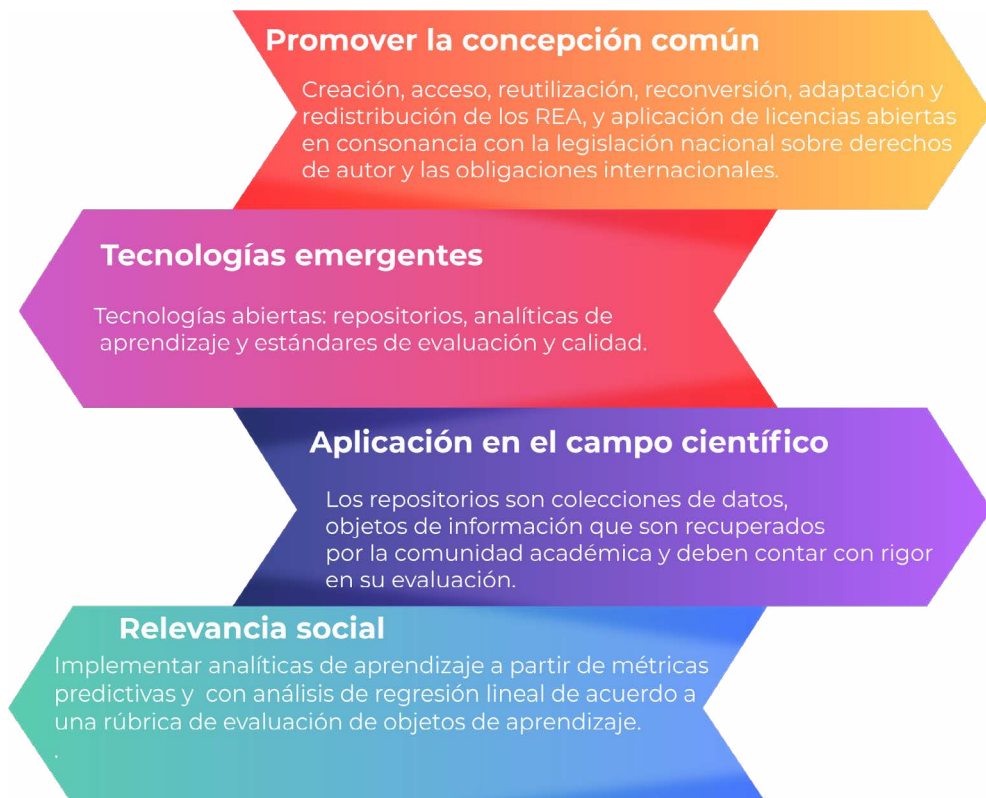 Promover la concepción común
Creación, acceso, reutilización, reconversión, adaptación y
redistribución de los REA, y aplicación de licencias abiertas
en consonancia con la legislación nacional sobre derechos
de autor y las obligaciones internacionales.
Tecnologías emergentes
Tecnologías abiertas: repositorios, analíticas de
aprendizaje y estándares de evaluación y calidad.
Aplicación en el campo científico
Los repositorios son colecciones de datos,
objetos de información que son recuperados
por la comunidad académica y deben contar con rigor
en su evaluación.
Relevancia social
Implementar analíticas de aprendizaje a partir de métricas
predictivas y con análisis de regresión lineal de acuerdo a
una rúbrica de evaluación de objetos de aprendizaje.
.